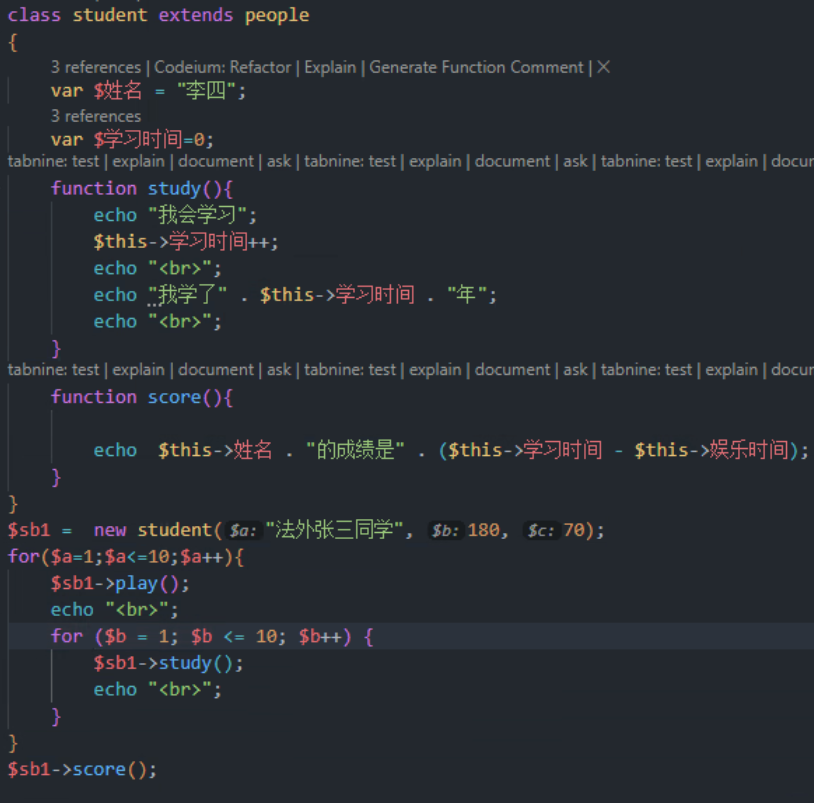 class student extends people
{
3 references | Codeium: Refactor | Explain | Generate Function Comment | X
var $姓名 = "李四";
3 references
var $学习时间=0;
tabnine: test | explain | document | ask | tabnine: test | explain | document | ask | tabnine: test | explain | docur
function study(){
echo "我会学习";
$this->学习时间++;
echo "<br>";
echo "我学了" . $this->学习时间 . "年";
echo "<br>";
}
tabnine: test | explain | document | ask | tabnine: test | explain | document | ask | tabnine: test | explain | docur
function score(){
echo  $this->姓名 . "的成绩是" . ($this->学习时间 - $this->娱乐时间);
}
}
$sb1 =  new student($a:"法外张三同学", $b:180, $c:70);
for($a=1;$a<=10;$a++){
$sb1->play();
echo "<br>";
for ($b = 1; $b <= 10; $b++) {
$sb1->study();
echo "<br>";
}
}
$sb1->score();